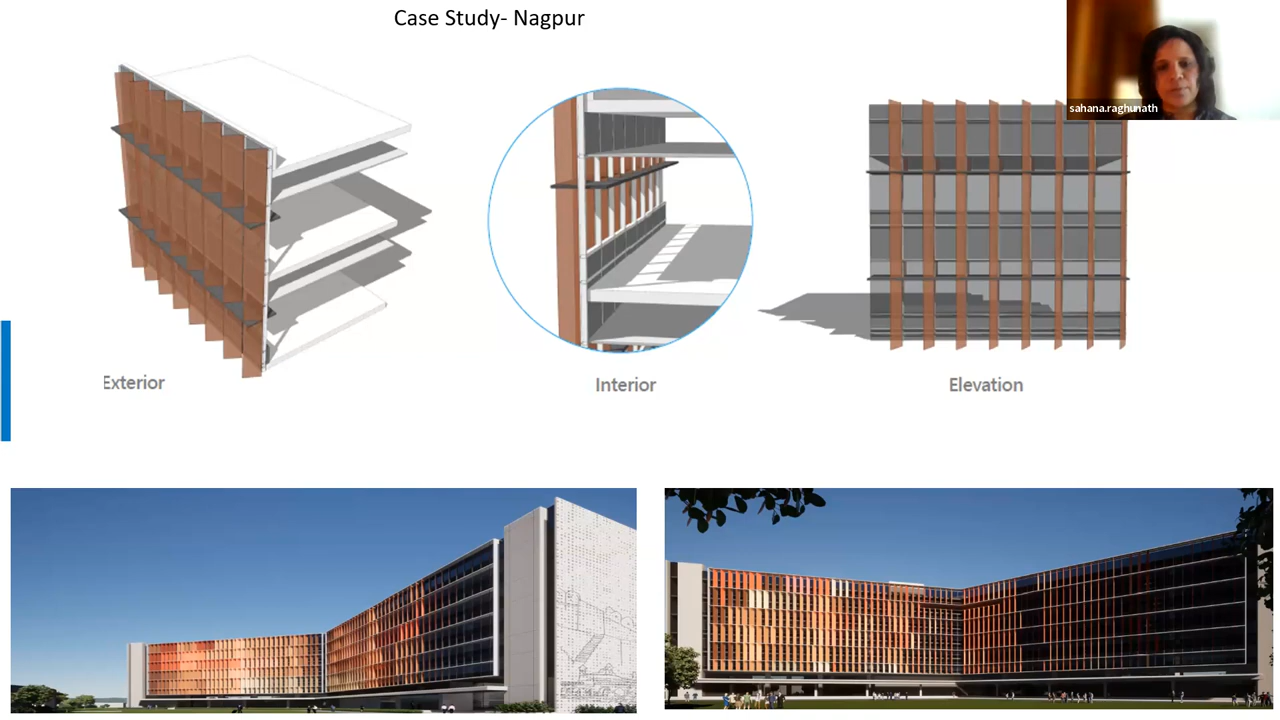 Case Study- Nagpur
sahana.raghunath
Exterior
Interior
Elevation